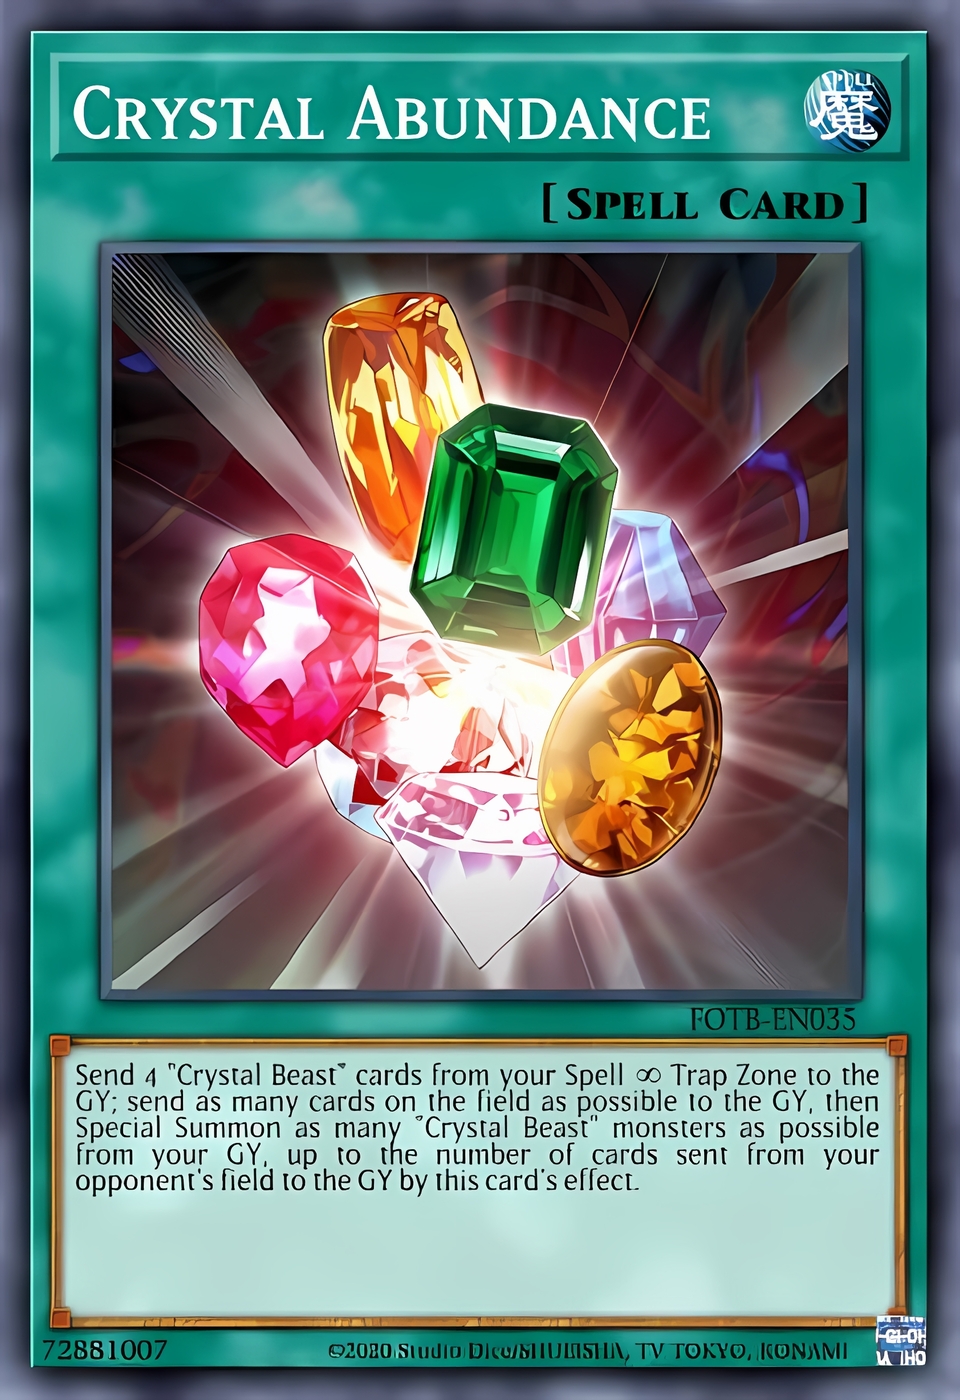 CRYSTAL ABUNDANCE
魔
[SPELL CARD]
FOTB-EN035
Send 4 "Crystal Beast" cards from your Spell ∞ Trap Zone to the
GY; send as many cards on the field as possible to the GY, then
Special Summon as many "Crystal Beast" monsters as possible
from your GY, up to the number of cards sent from your
opponent's field to the GY by this card's effect.
72881007
©2020 Studio TV TOKYO, KONAMI